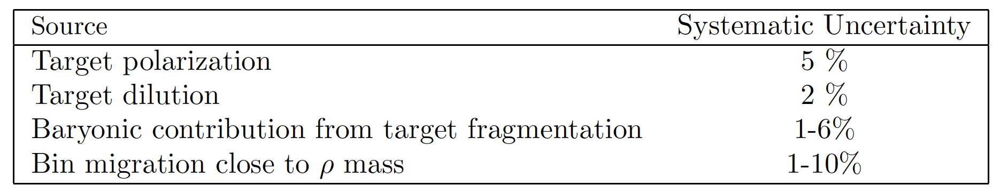 Source Systematic Uncertainty
Target polarization 5 %
Target dilution 2 %
Baryonic contribution from target fragmentation 1-6%
Bin migration close to ρ mass 1-10%